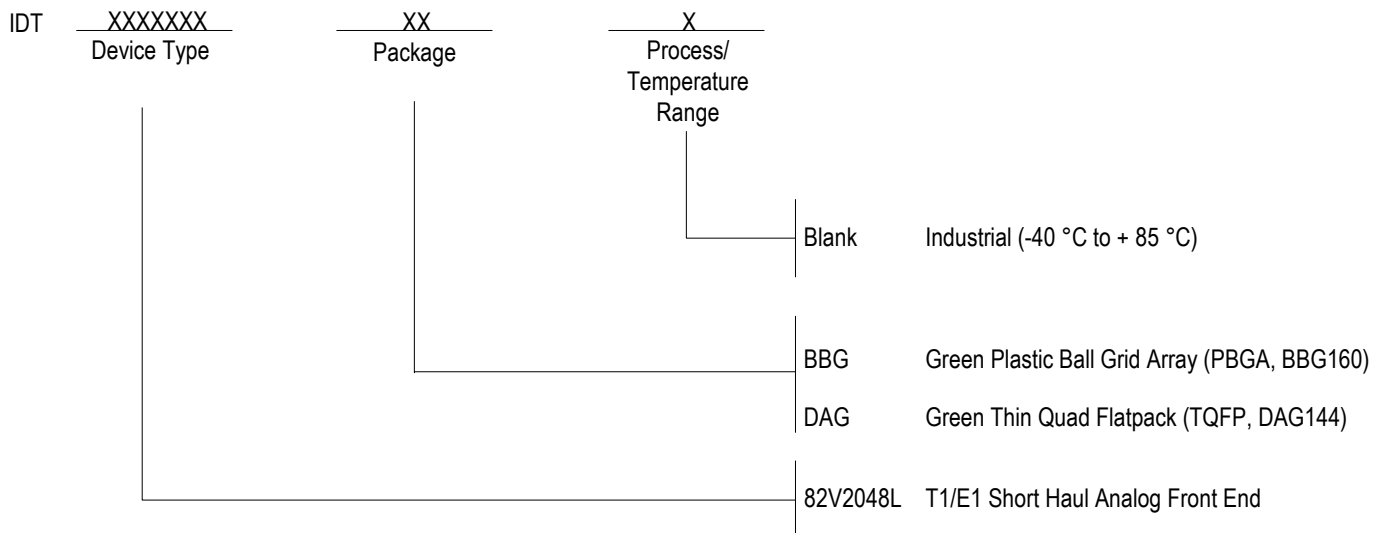 IDT XXXXXXX XX X
Device Type Package Process/
Temperature
Range
Blank Industrial (-40 °C to + 85 °C)
BBG Green Plastic Ball Grid Array (PBGA, BBG160)
DAG Green Thin Quad Flatpack (TQFP, DAG144)
82V2048L T1/E1 Short Haul Analog Front End